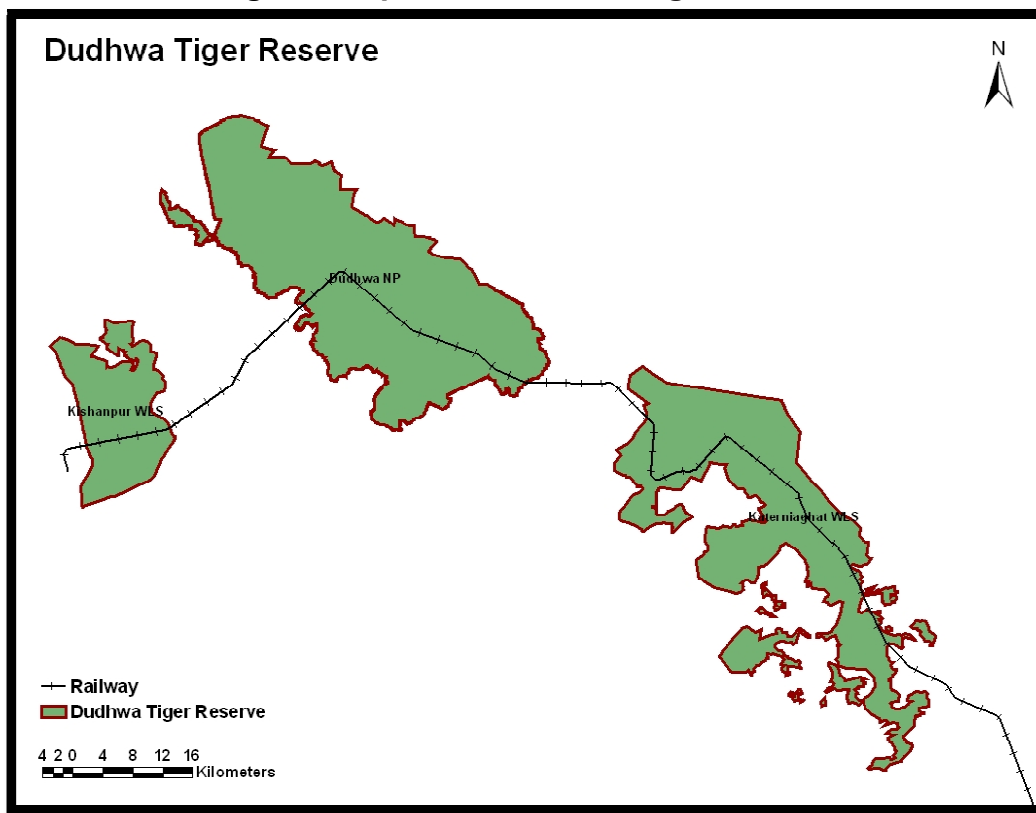 Dudhwa Tiger Reserve
N
Dudhwa NP
Kishanpur WLS
Katerniaghat WLS
Railway
Dudhwa Tiger Reserve
4 2 0 4 8 12 16
Kilometers